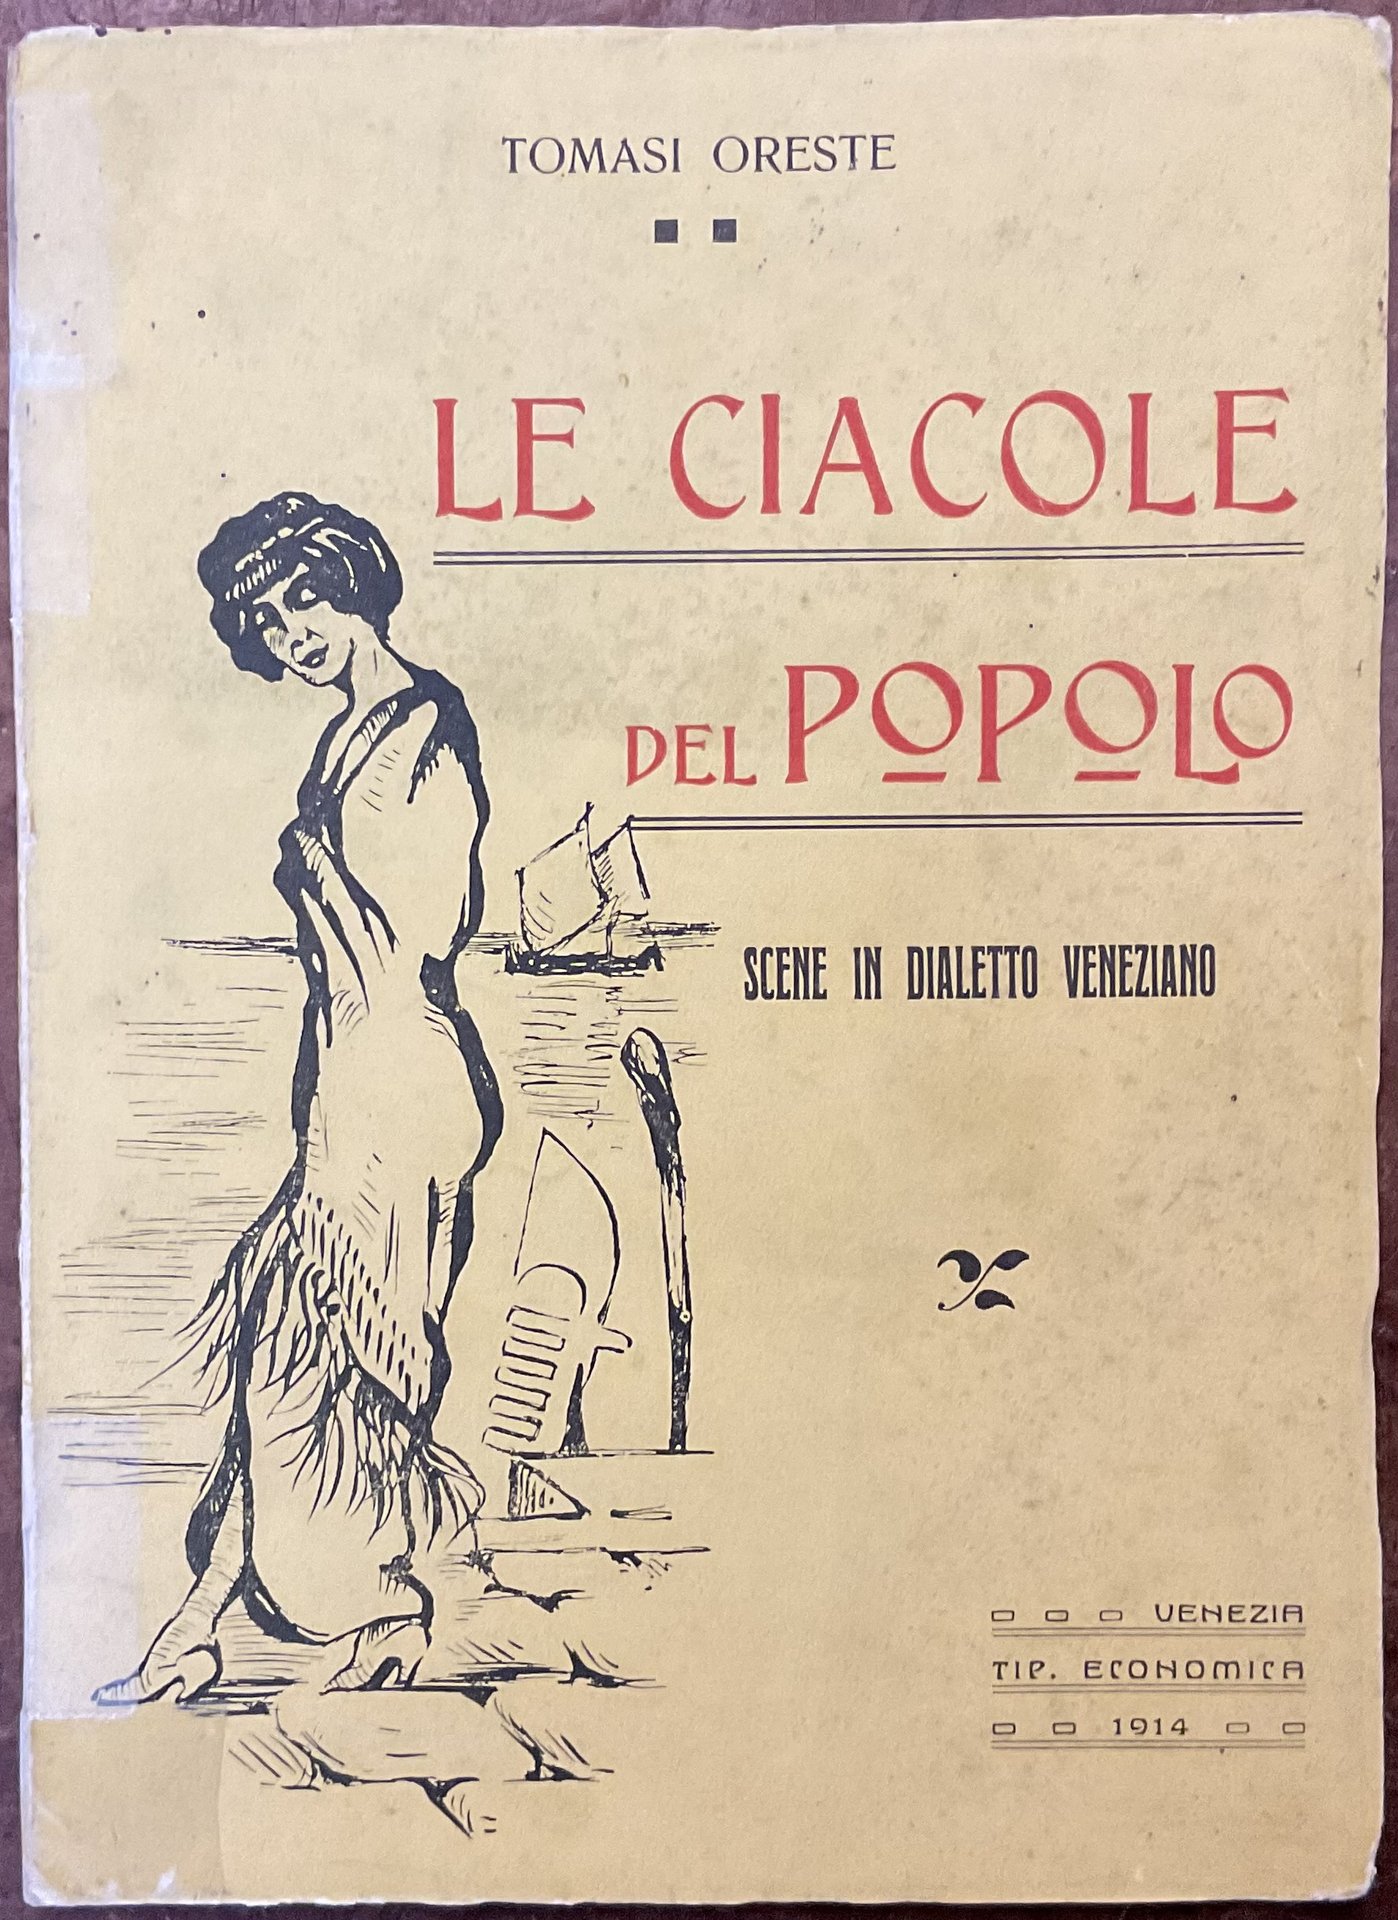 TOMASI ORESTE
LE CIACOLE
DEL POPOLO
SCENE IN DIALETTO VENEZIANO
VENEZIA
TIP. ECONOMICA
1914